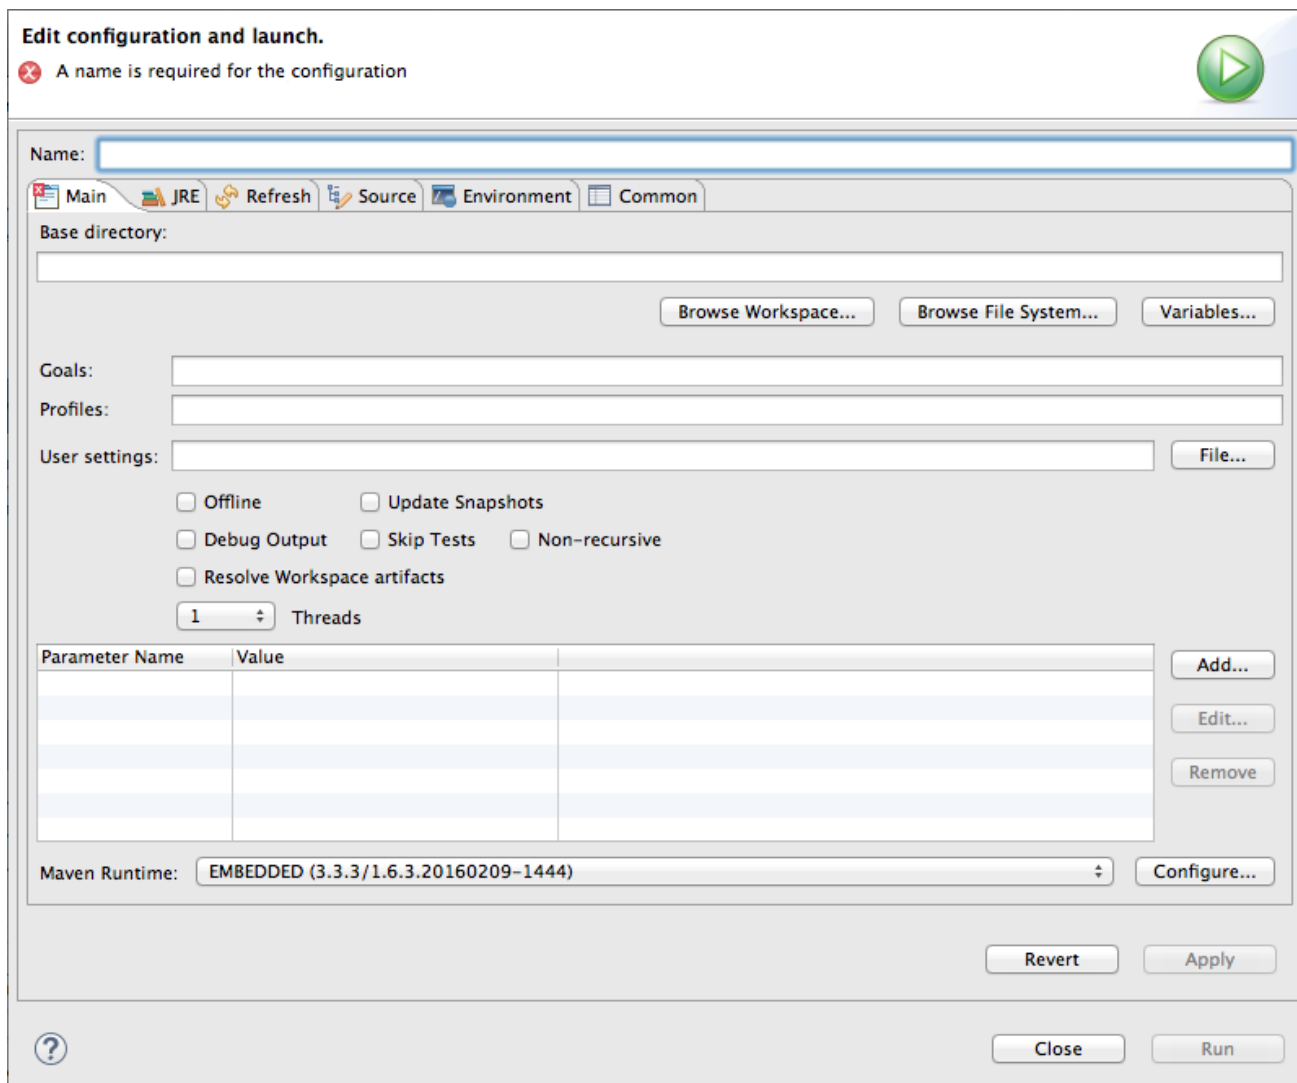 Edit configuration and launch.
A name is required for the configuration
Name:
Main JRE Refresh Source Environment Common
Base directory:
Browse Workspace... Browse File System... Variables...
Goals:
Profiles:
User settings: File...
Offline Update Snapshots
Debug Output Skip Tests Non-recursive
Resolve Workspace artifacts
1 Threads
Parameter Name Value
Add...
Edit...
Remove
Maven Runtime: EMBEDDED (3.3.3/1.6.3.20160209-1444) Configure...
Revert Apply
? Close Run